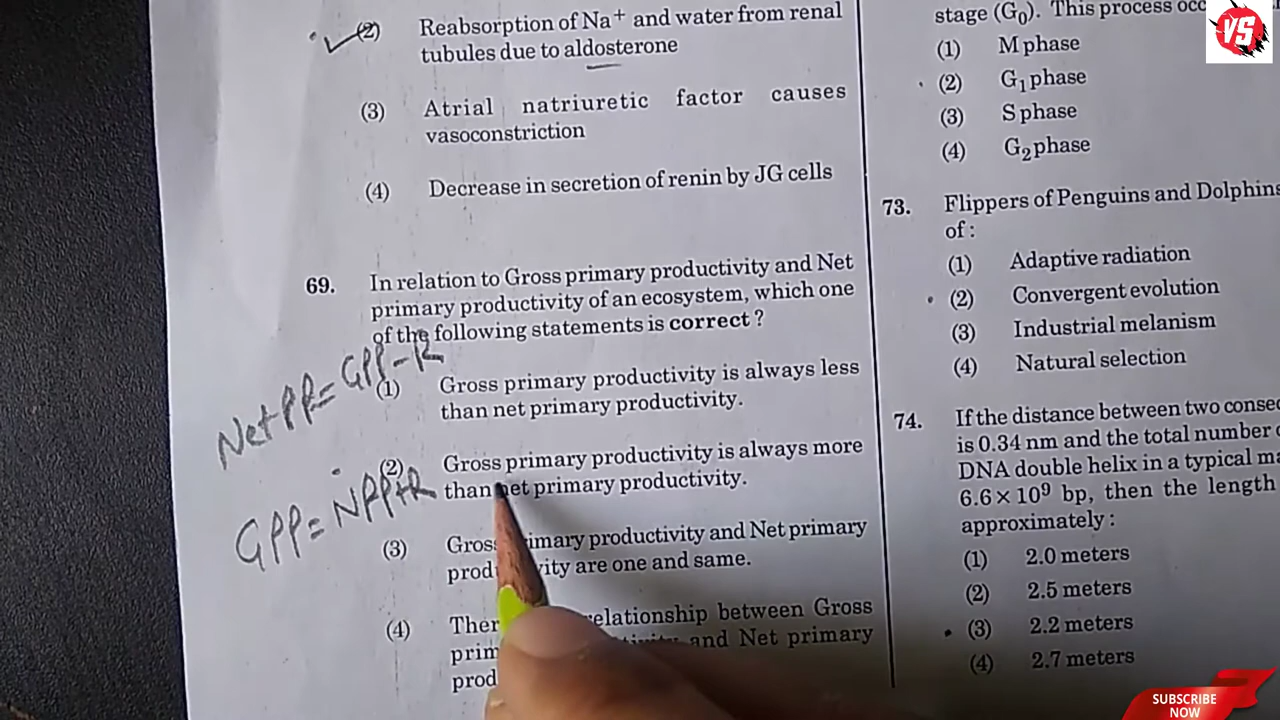 (2) Reabsorption of Na+ and water from renal
tubules due to aldosterone
(3) Atrial natriuretic factor causes
vasoconstriction
(4) Decrease in secretion of renin by JG cells
69. In relation to Gross primary productivity and Net
primary productivity of an ecosystem, which one
of the following statements is correct ?
Net PP = GPP - R
(1) Gross primary productivity is always less
than net primary productivity.
(2) Gross primary productivity is always more
than net primary productivity.
GPP = NPP + R
(3) Gross primary productivity and Net primary
are one and same.
(4) relationship between Gross
and Net primary
stage (G0). This process
(1) M phase
(2) G1 phase
(3) S phase
(4) G2 phase
73. Flippers of Penguins and Dolphins
of :
(1) Adaptive radiation
(2) Convergent evolution
(3) Industrial melanism
(4) Natural selection
74. If the distance between two
is 0.34 nm and the total number
DNA double helix in a typical
6.6 × 10⁹ bp, then the length
approximately :
(1) 2.0 meters
(2) 2.5 meters
(3) 2.2 meters
(4) 2.7 meters
VS
SUBSCRIBE
NOW